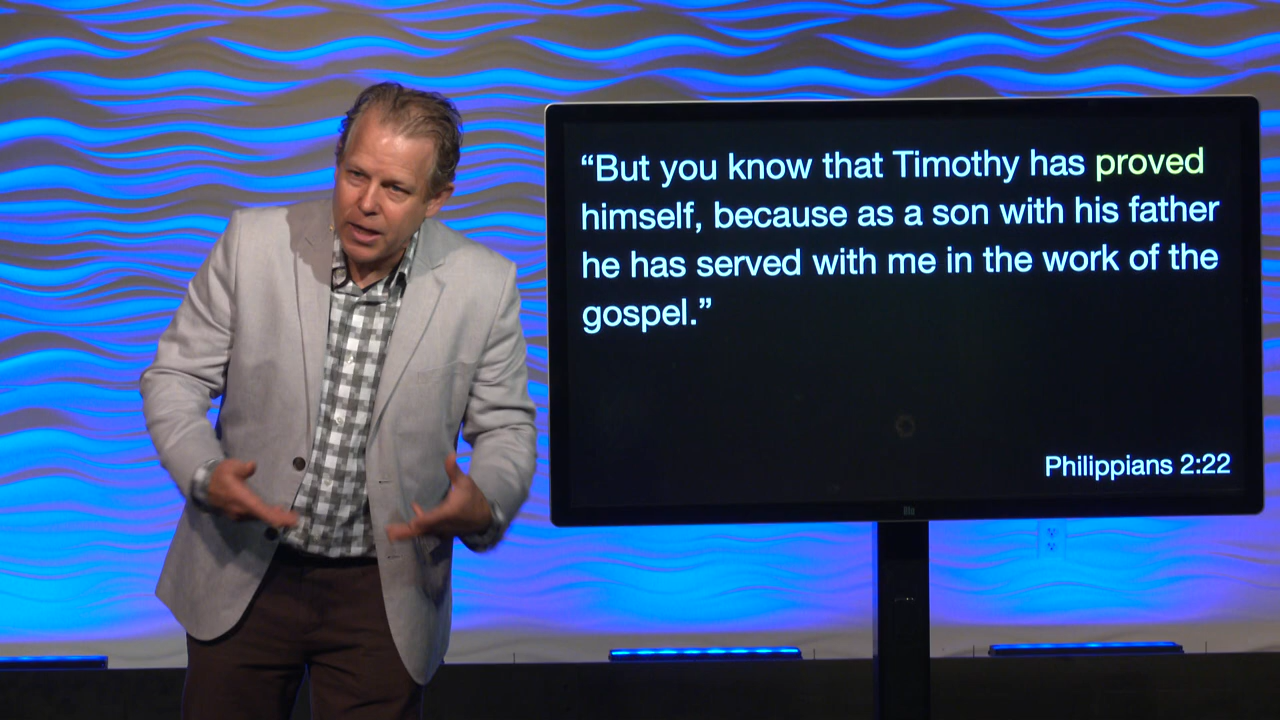 “But you know that Timothy has proved
himself, because as a son with his father
he has served with me in the work of the
gospel.”
Philippians 2:22
elo